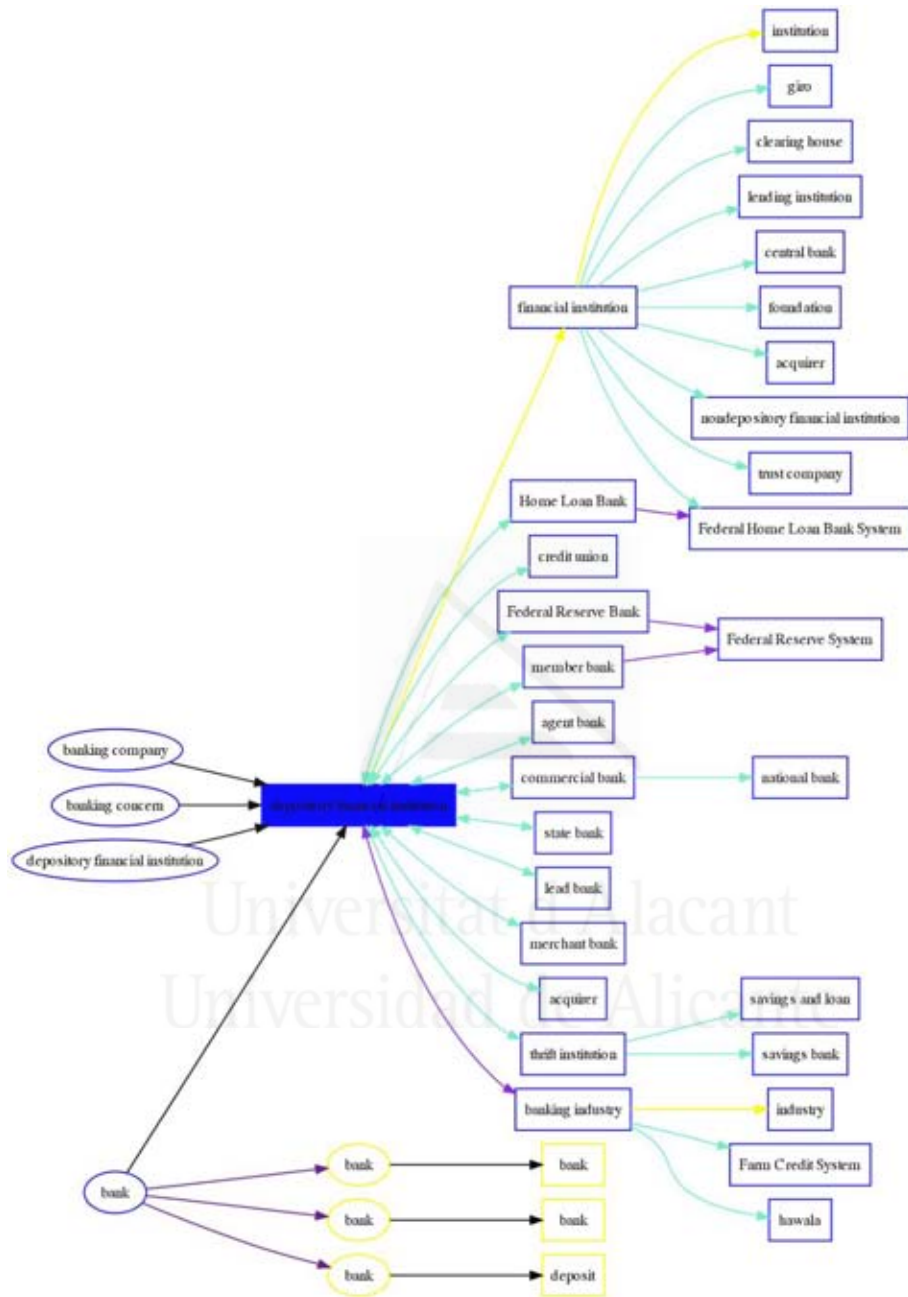 institution
giro
clearing house
lending institution
central bank
financial institution
foundation
acquirer
nondepository financial institution
trust company
Home Loan Bank
Federal Home Loan Bank System
credit union
Federal Reserve Bank
Federal Reserve System
member bank
agent bank
banking company
commercial bank
national bank
banking concern
depository financial institution
state bank
depository financial institution
lead bank
Universitat d'Alacant
merchant bank
Universidad de Alicante
acquirer
savings and loan
thrift institution
savings bank
banking industry
industry
Farm Credit System
bank
bank
bank
hawala
bank
bank
bank
deposit